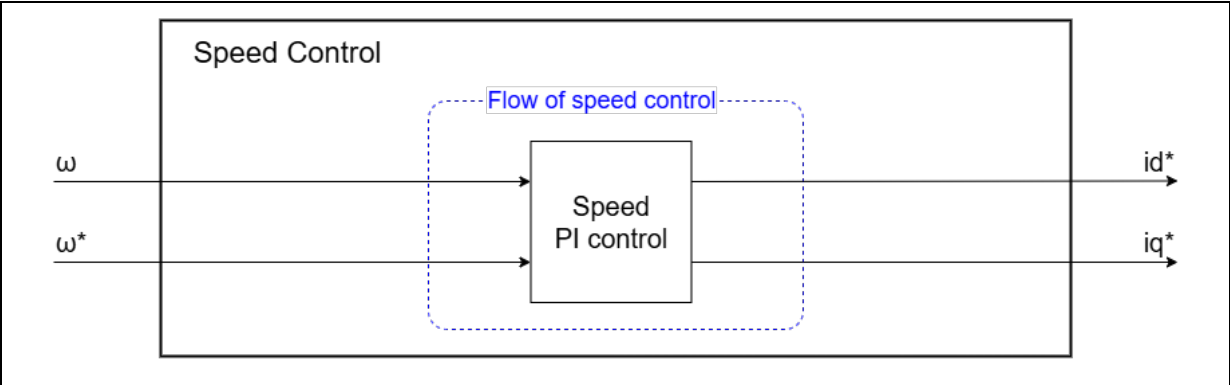 Speed Control
Flow of speed control
ω
id*
Speed
PI control
ω*
iq*